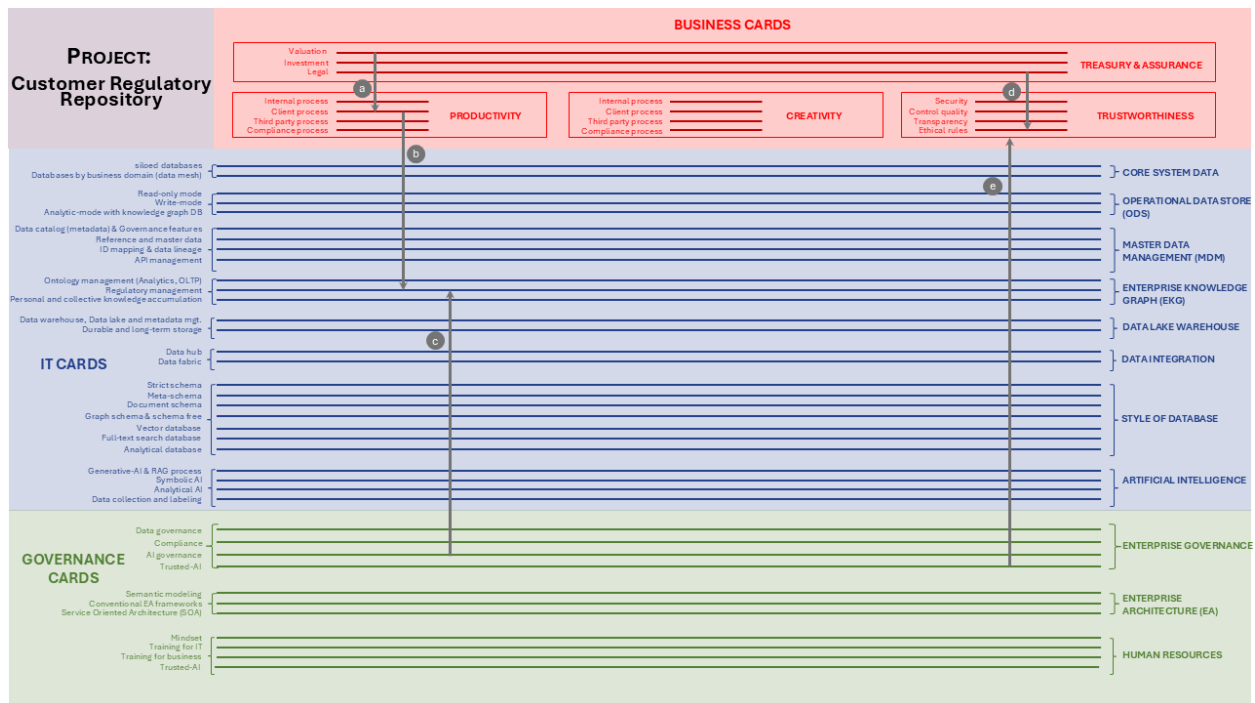 PROJECT:
Customer Regulatory
Repository
BUSINESS CARDS
Valuation
Investment
Legal
TREASURY & ASSURANCE
a
d
Internal process
Client process
Third party process
Compliance process
PRODUCTIVITY
Internal process
Client process
Third party process
Compliance process
CREATIVITY
Security
Control quality
Transparency
Ethical rules
TRUSTWORTHINESS
b
e
c
IT CARDS
siloed databases
Databases by business domain (data mesh)
CORE SYSTEM DATA
Read-only mode
Write-mode
Analytic-mode with knowledge graph DB
OPERATIONAL DATA STORE
(ODS)
Data catalog (metadata) & Governance features
Reference and master data
ID mapping & data lineage
API management
MASTER DATA
MANAGEMENT (MDM)
Ontology management (Analytics, OLTP)
Regulatory management
Personal and collective knowledge accumulation
ENTERPRISE KNOWLEDGE
GRAPH (EKG)
Data warehouse, Data lake and metadata mgt.
Durable and long-term storage
DATA LAKE WAREHOUSE
Data hub
Data fabric
DATA INTEGRATION
Strict schema
Meta-schema
Document schema
Graph schema & schema free
Vector database
Full-text search database
Analytical database
STYLE OF DATABASE
Generative-AI & RAG process
Symbolic AI
Analytical AI
Data collection and labeling
ARTIFICIAL INTELLIGENCE
GOVERNANCE
CARDS
Data governance
Compliance
AI governance
Trusted-AI
ENTERPRISE GOVERNANCE
Semantic modeling
Conventional EA frameworks
Service Oriented Architecture (SOA)
ENTERPRISE
ARCHITECTURE (EA)
Mindset
Training for IT
Training for business
Trusted-AI
HUMAN RESOURCES